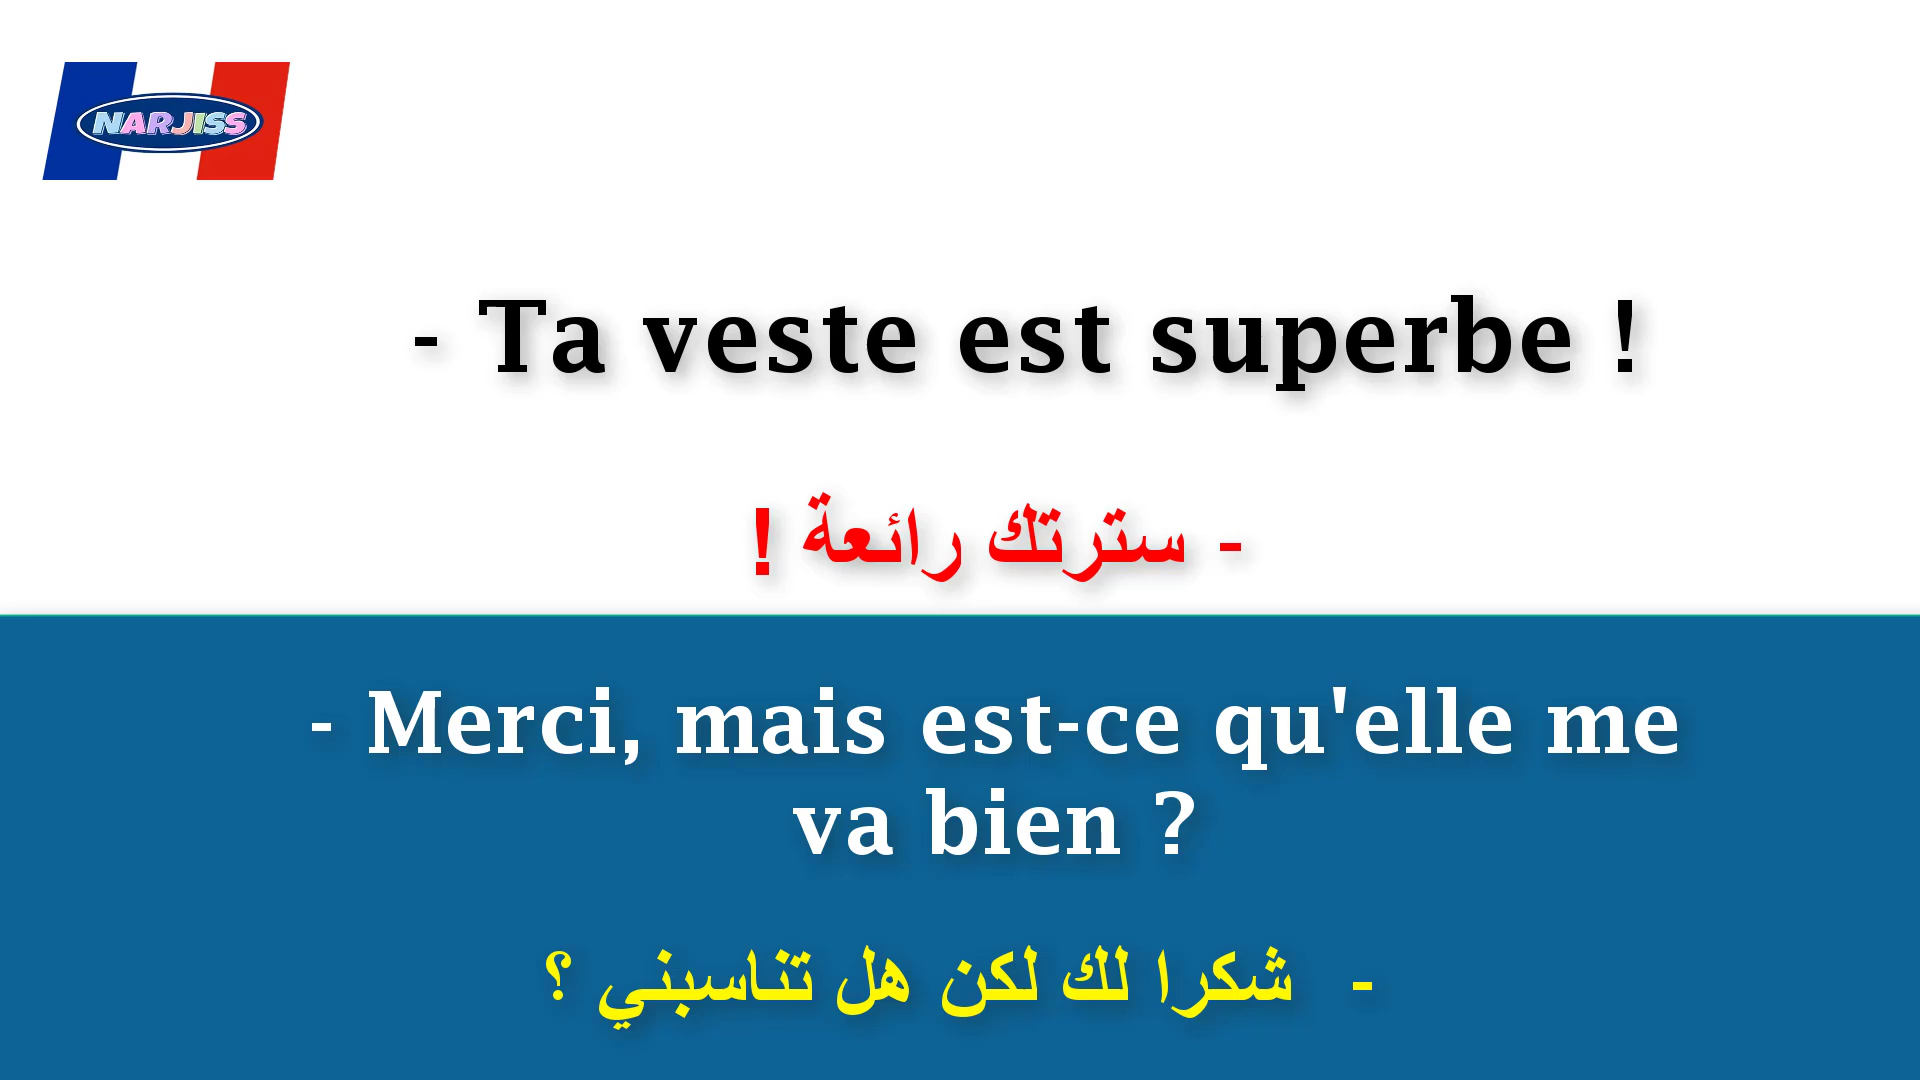 NARJISS
- Ta veste est superbe !
- سترتك رائعة !
- Merci, mais est-ce qu'elle me
va bien ?
- شكرا لك لكن هل تناسبني ؟